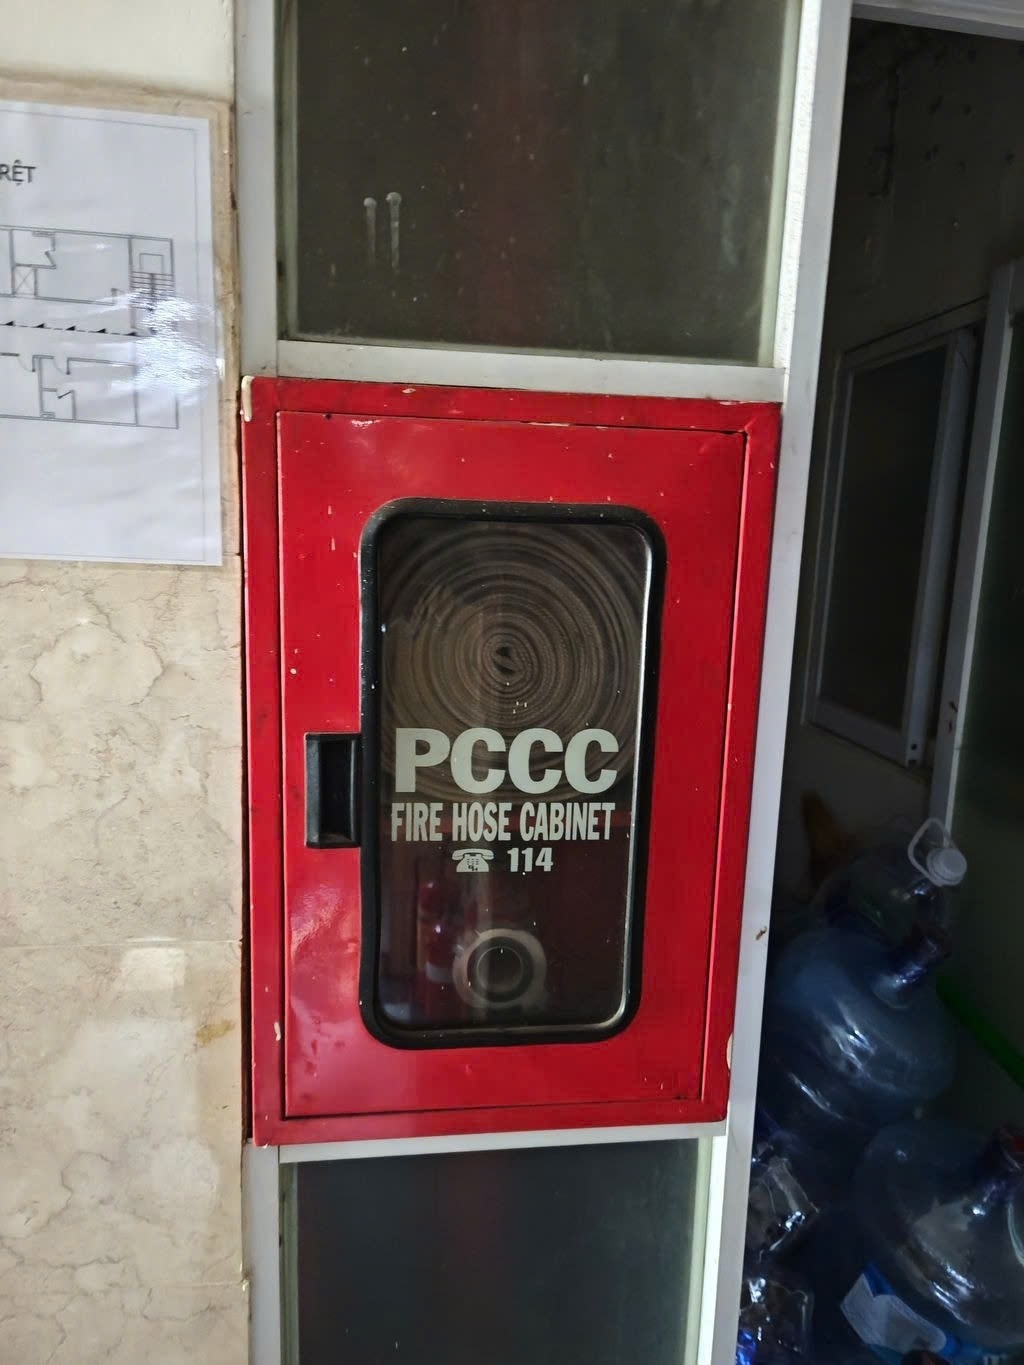 RỆT
PCCC
FIRE HOSE CABINET
☎ 114